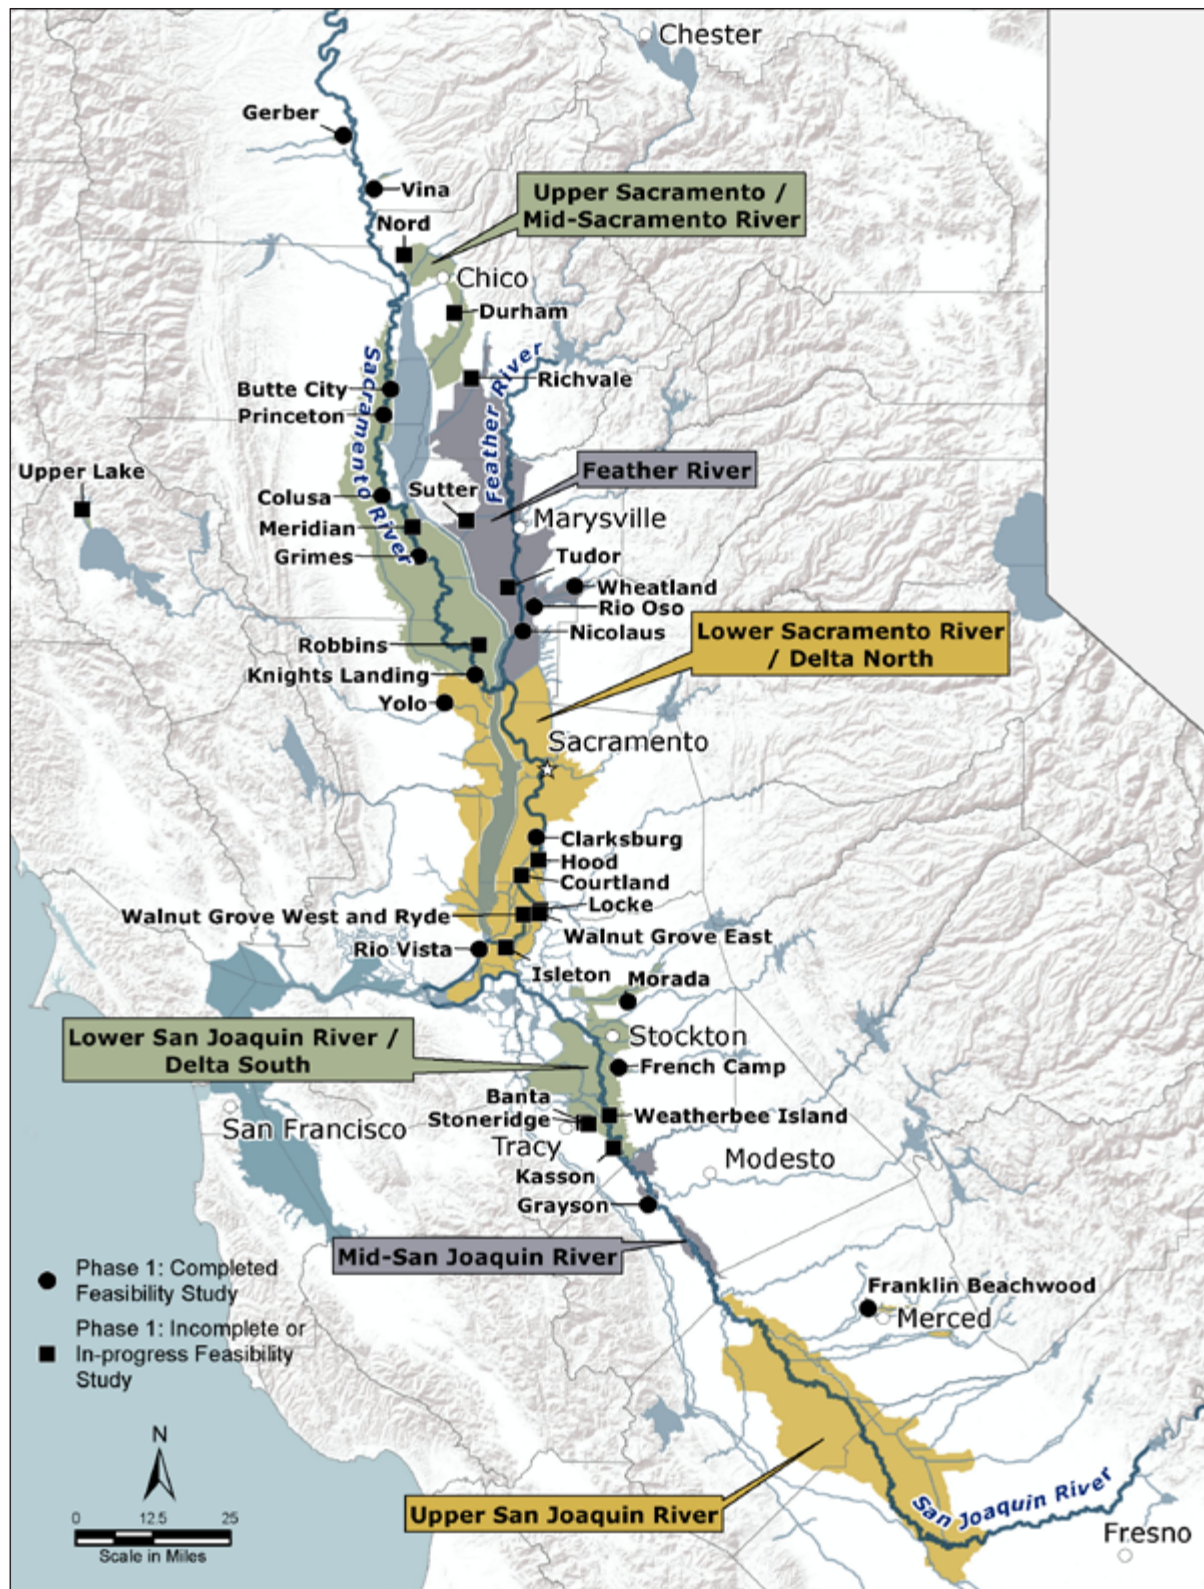 Chester
Gerber
Vina
Upper Sacramento /
Mid-Sacramento River
Nord
Chico
Durham
Sacramento River
Feather River
Richvale
Butte City
Princeton
Feather River
Upper Lake
Sutter
Colusa
Marysville
Meridian
Grimes
Tudor
Wheatland
Rio Oso
Nicolaus
Lower Sacramento River
/ Delta North
Robbins
Knights Landing
Yolo
Sacramento
Clarksburg
Hood
Courtland
Locke
Walnut Grove West and Ryde
Walnut Grove East
Rio Vista
Isleton
Morada
Lower San Joaquin River /
Delta South
Stockton
French Camp
Banta
Stoneridge
Weatherbee Island
San Francisco
Tracy
Kasson
Modesto
Grayson
Mid-San Joaquin River
Phase 1: Completed
Feasibility Study
Franklin Beachwood
Merced
Phase 1: Incomplete or
In-progress Feasibility
Study
N
0 12.5 25
Scale in Miles
Upper San Joaquin River
San Joaquin River
Fresno